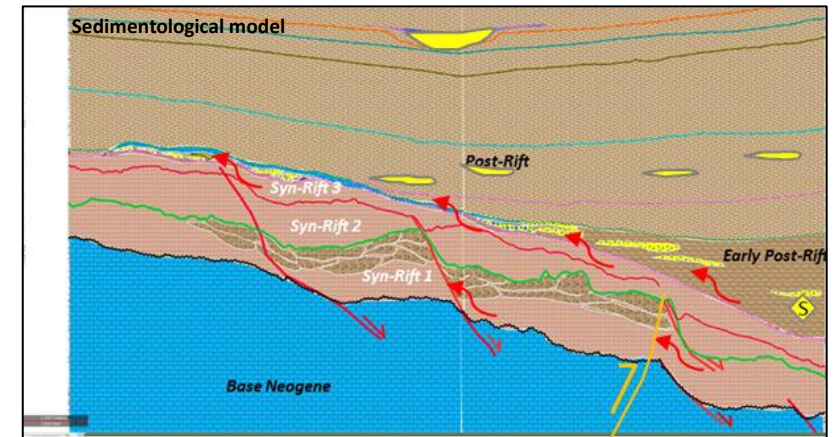 Sedimentological model
Post-Rift
Syn-Rift 3
Syn-Rift 2
Early Post-Rift
Syn-Rift 1
S
Base Neogene